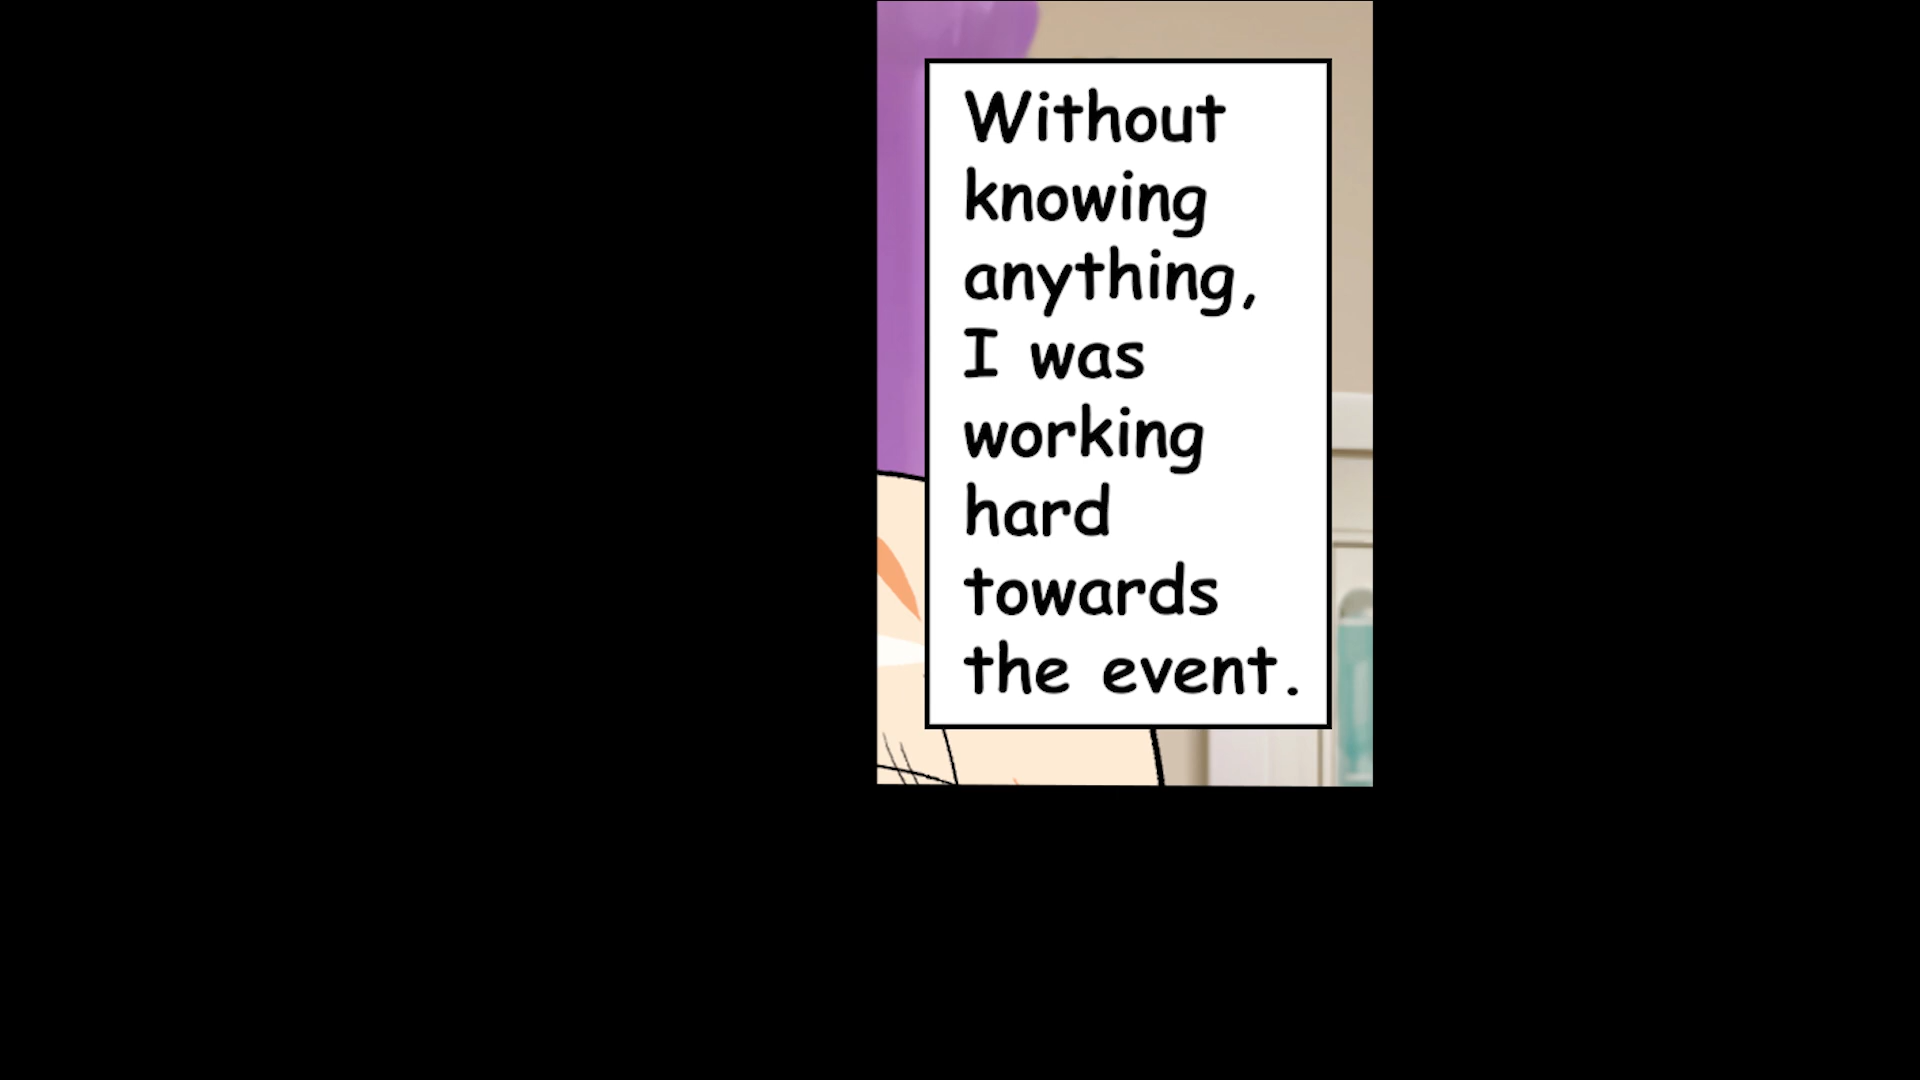 Without
knowing
anything,
I was
working
hard
towards
the event.